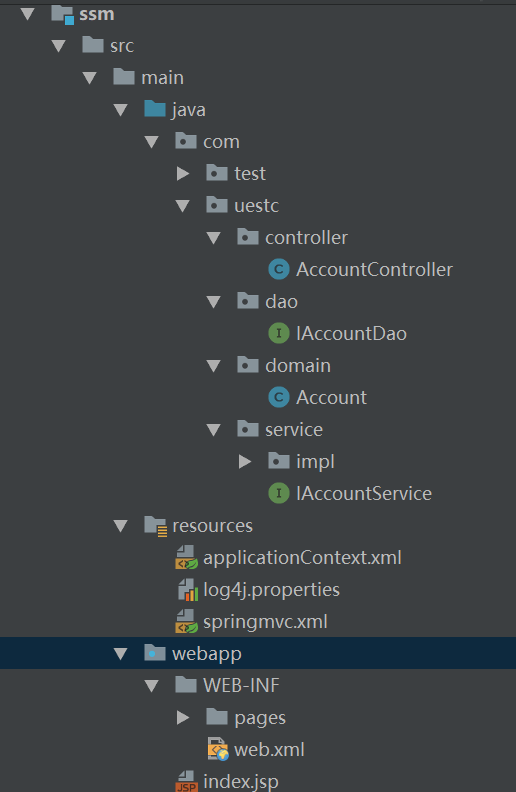 ssm
src
main
java
com
test
uestc
controller
C AccountController
dao
I IAccountDao
domain
C Account
service
impl
I IAccountService
resources
applicationContext.xml
log4j.properties
springmvc.xml
webapp
WEB-INF
pages
web.xml
JSP index.jsp